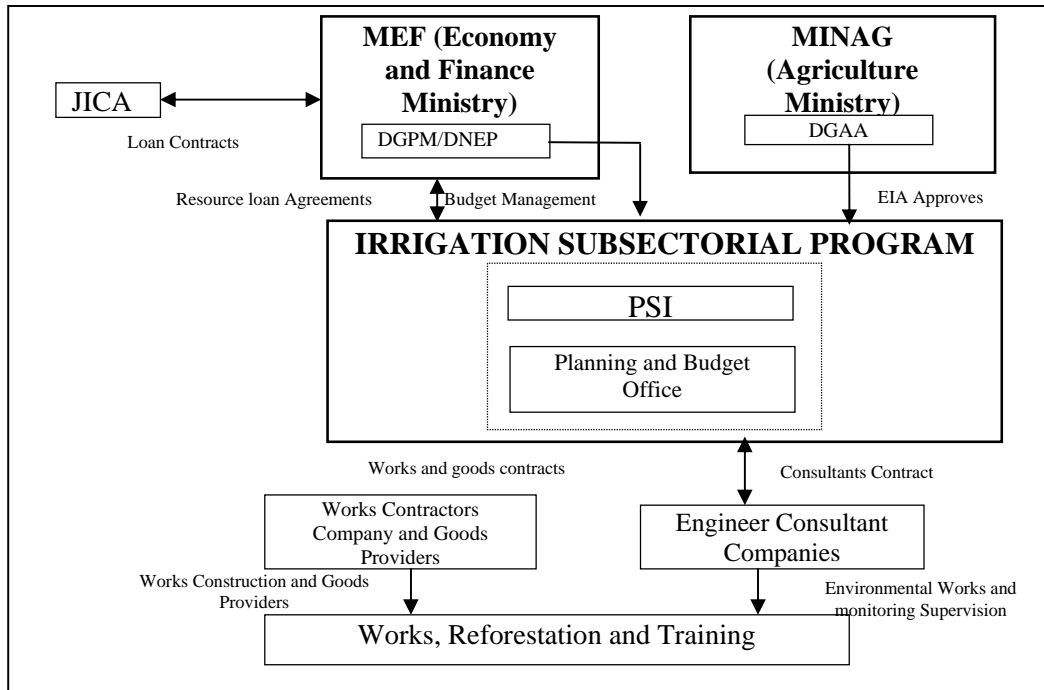 MEF (Economy
and Finance
Ministry)
MINAG
(Agriculture
Ministry)
JICA
DGPM/DNEP
DGAA
Loan Contracts
Resource loan Agreements
Budget Management
EIA Approves
IRRIGATION SUBSECTORIAL PROGRAM
PSI
Planning and Budget
Office
Works and goods contracts
Consultants Contract
Works Contractors
Company and Goods
Providers
Engineer Consultant
Companies
Works Construction and Goods
Providers
Environmental Works and
monitoring Supervision
Works, Reforestation and Training